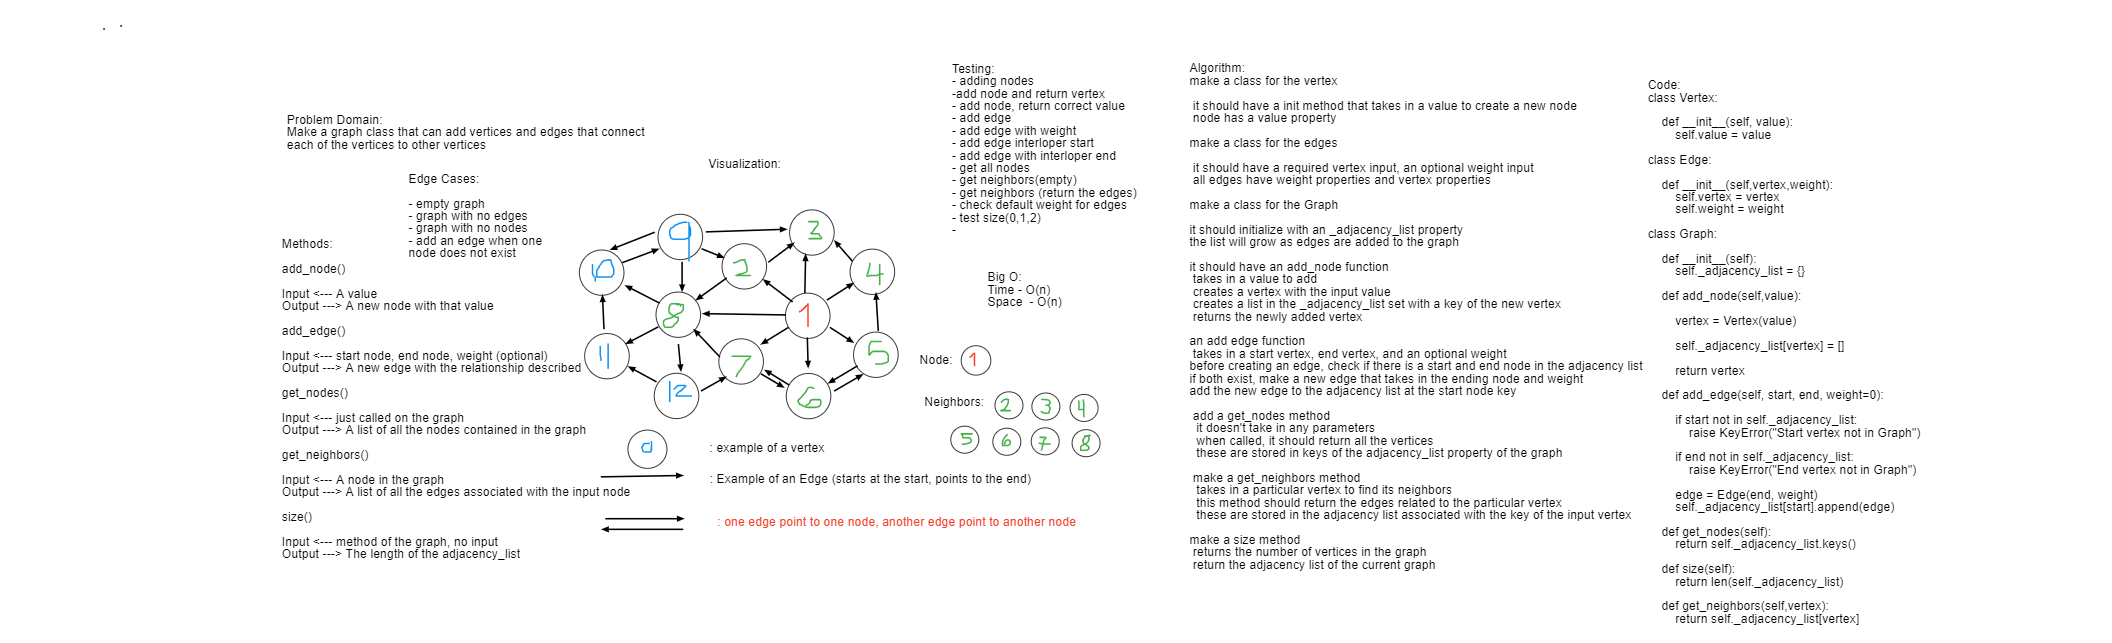 Problem Domain:
Make a graph class that can add vertices and edges that connect
each of the vertices to other vertices
Edge Cases:
- empty graph
- graph with no edges
- graph with no nodes
- add an edge when one
node does not exist
Methods:
add_node()
Input <--- A value
Output ---> A new node with that value
add_edge()
Input <--- start node, end node, weight (optional)
Output ---> A new edge with the relationship described
get_nodes()
Input <--- just called on the graph
Output ---> A list of all the nodes contained in the graph
get_neighbors()
Input <--- A node in the graph
Output ---> A list of all the edges associated with the input node
size()
Input <--- method of the graph, no input
Output ---> The length of the adjacency_list
Visualization:
9
3
10
2
4
8
1
11
7
5
12
6
a
: example of a vertex
: Example of an Edge (starts at the start, points to the end)
: one edge point to one node, another edge point to another node
Testing:
- adding nodes
-add node and return vertex
- add node, return correct value
- add edge
- add edge with weight
- add edge interloper start
- add edge with interloper end
- get all nodes
- get neighbors(empty)
- get neighbors (return the edges)
- check default weight for edges
- test size(0,1,2)
-
Big O:
Time - O(n)
Space - O(n)
Node: 1
Neighbors: 2 3 4
5 6 7 8
Algorithm:
make a class for the vertex
it should have a init method that takes in a value to create a new node
node has a value property
make a class for the edges
it should have a required vertex input, an optional weight input
all edges have weight properties and vertex properties
make a class for the Graph
it should initialize with an _adjacency_list property
the list will grow as edges are added to the graph
it should have an add_node function
takes in a value to add
creates a vertex with the input value
creates a list in the _adjacency_list set with a key of the new vertex
returns the newly added vertex
an add edge function
takes in a start vertex, end vertex, and an optional weight
before creating an edge, check if there is a start and end node in the adjecency list
if both exist, make a new edge that takes in the ending node and weight
add the new edge to the adjacency list at the start node key
add a get_nodes method
it doesn't take in any parameters
when called, it should return all the vertices
these are stored in keys of the adjacency_list property of the graph
make a get_neighbors method
takes in a particular vertex to find its neighbors
this method should return the edges related to the particular vertex
these are stored in the adjacency list associated with the key of the input vertex
make a size method
returns the number of vertices in the graph
return the adjacency list of the current graph
Code:
class Vertex:
def __init__(self, value):
self.value = value
class Edge:
def __init__(self,vertex,weight):
self.vertex = vertex
self.weight = weight
class Graph:
def __init__(self):
self._adjacency_list = {}
def add_node(self,value):
vertex = Vertex(value)
self._adjacency_list[vertex] = []
return vertex
def add_edge(self, start, end, weight=0):
if start not in self._adjacency_list:
raise KeyError("Start vertex not in Graph")
if end not in self._adjacency_list:
raise KeyError("End vertex not in Graph")
edge = Edge(end, weight)
self._adjacency_list[start].append(edge)
def get_nodes(self):
return self._adjacency_list.keys()
def size(self):
return len(self._adjacency_list)
def get_neighbors(self,vertex):
return self._adjacency_list[vertex]